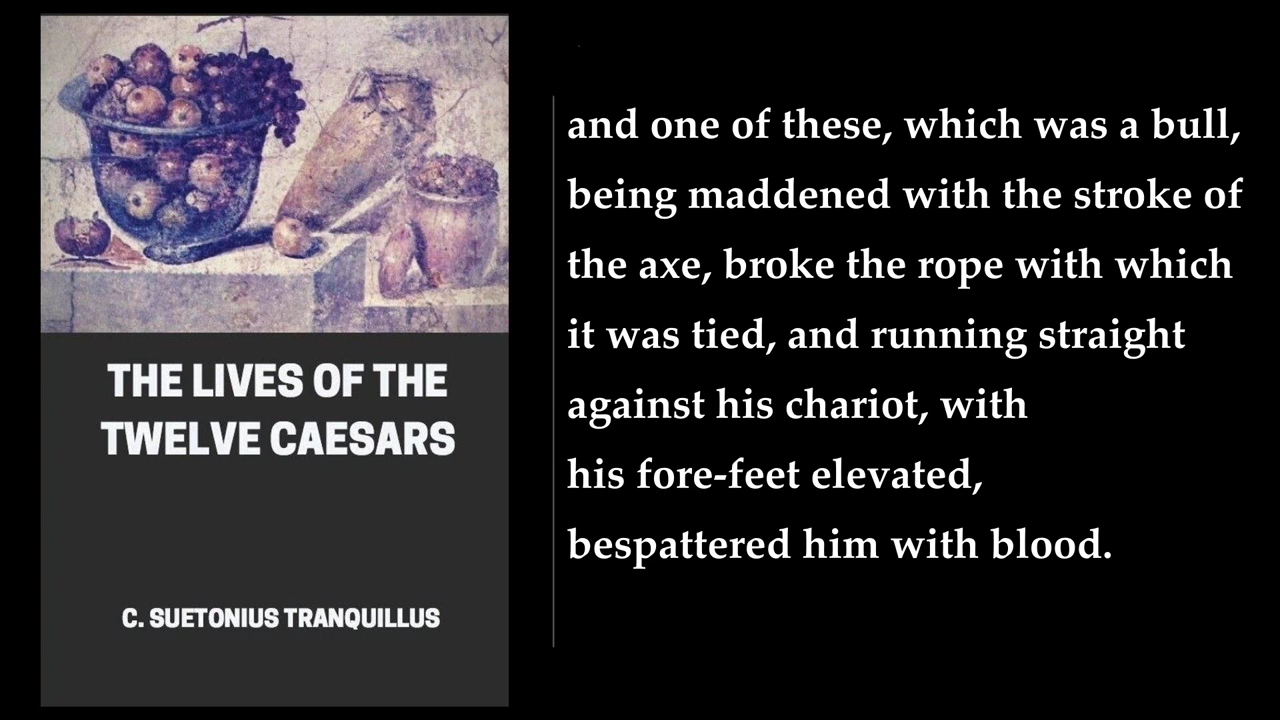 THE LIVES OF THE
TWELVE CAESARS
C. SUETONIUS TRANQUILLUS
and one of these, which was a bull,
being maddened with the stroke of
the axe, broke the rope with which
it was tied, and running straight
against his chariot, with
his fore-feet elevated,
bespattered him with blood.